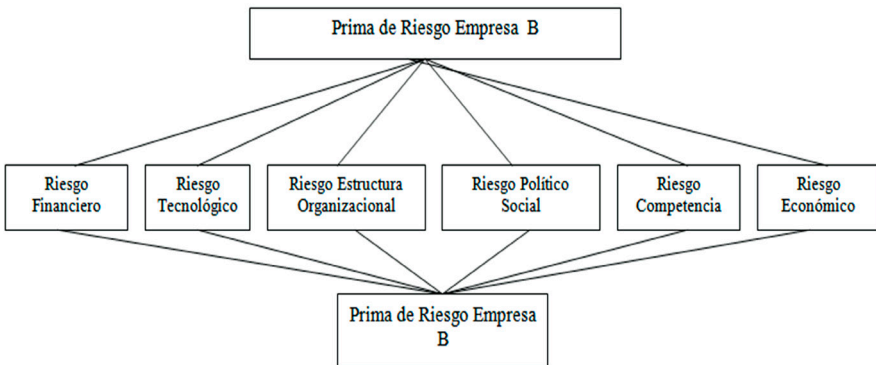 Prima de Riesgo Empresa B
Riesgo
Financiero
Riesgo
Tecnológico
Riesgo Estructura
Organizacional
Riesgo Político
Social
Riesgo
Competencia
Riesgo
Económico
Prima de Riesgo Empresa
B